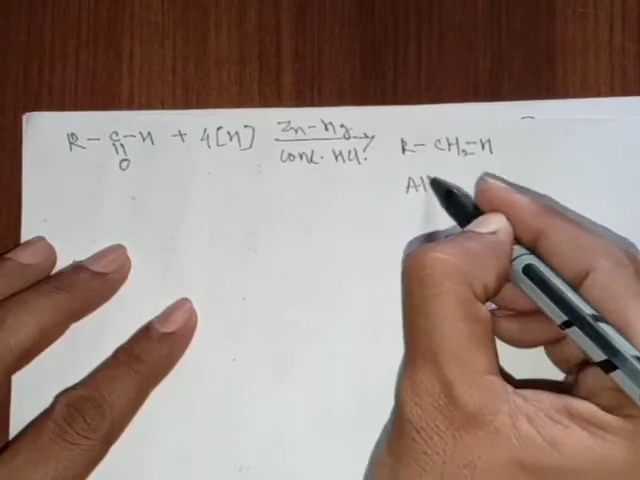 R - C - H + 4[H] Zn-Hg R - CH2-H
|| conc. HCl.
O
Al